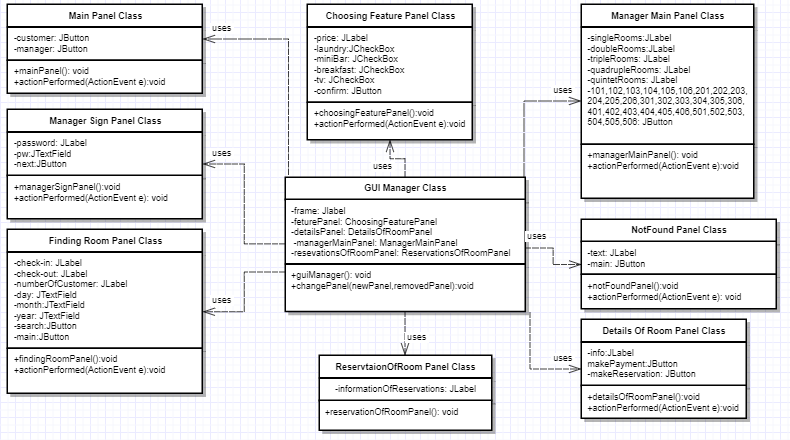 Main Panel Class
-customer: JButton
-manager: JButton
+mainPanel(): void
+actionPerformed(ActionEvent e):void
uses
Choosing Feature Panel Class
-price: JLabel
-laundry:JCheckBox
-miniBar: JCheckBox
-breakfast: JCheckBox
-tv: JCheckBox
-confirm: JButton
+choosingFeaturePanel():void
+actionPerformed(ActionEvent e):void
uses
Manager Main Panel Class
-singleRooms:JLabel
-doubleRooms:JLabel
-tripleRooms: JLabel
-quadrupleRooms: JLabel
-quintetRooms: JLabel
-101,102,103,104,105,106,201,202,203,
204,205,206,301,302,303,304,305,306,
401,402,403,404,405,406,501,502,503,
504,505,506: JButton
+managerMainPanel(): void
+actionPerformed(ActionEvent e):void
uses
Manager Sign Panel Class
-password: JLabel
-pw:JTextField
-next:JButton
+managerSignPanel():void
+actionPerformed(ActionEvent e): void
uses
GUI Manager Class
-frame: Jlabel
-feturePanel: ChoosingFeaturePanel
-detailsPanel: DetailsOfRoomPanel
-managerMainPanel: ManagerMainPanel
-resevationsOfRoomPanel: ReservationsOfRoomPanel
+guiManager(): void
+changePanel(newPanel,removedPanel):void
uses
NotFound Panel Class
-text: JLabel
-main: JButton
+notFoundPanel():void
+actionPerformed(ActionEvent e): void
Finding Room Panel Class
-check-in: JLabel
-check-out: JLabel
-numberOfCustomer: JLabel
-day: JTextField
-month:JTextField
-year: JTextField
-search:JButton
-main:JButton
+findingRoomPanel():void
+actionPerformed(ActionEvent e):void
uses
uses
ReservtaionOfRoom Panel Class
-informationOfReservations: JLabel
+reservationOfRoomPanel(): void
uses
Details Of Room Panel Class
-info:JLabel
makePayment:JButton
-makeReservation: JButton
+detailsOfRoomPanel():void
+actionPerformed(ActionEvent e):void